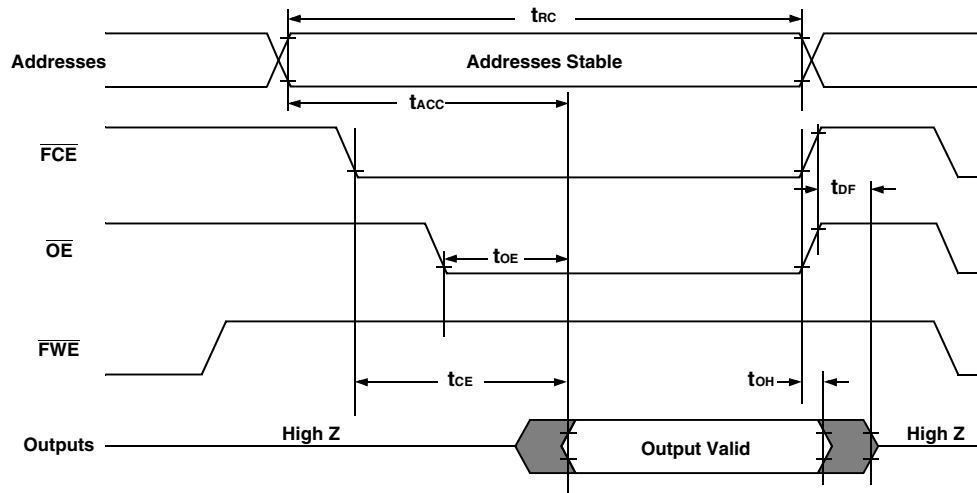 tRC
Addresses
Addresses Stable
tACC
FCE
tDF
OE
tOE
FWE
tCE
tOH
Outputs
High Z
Output Valid
High Z